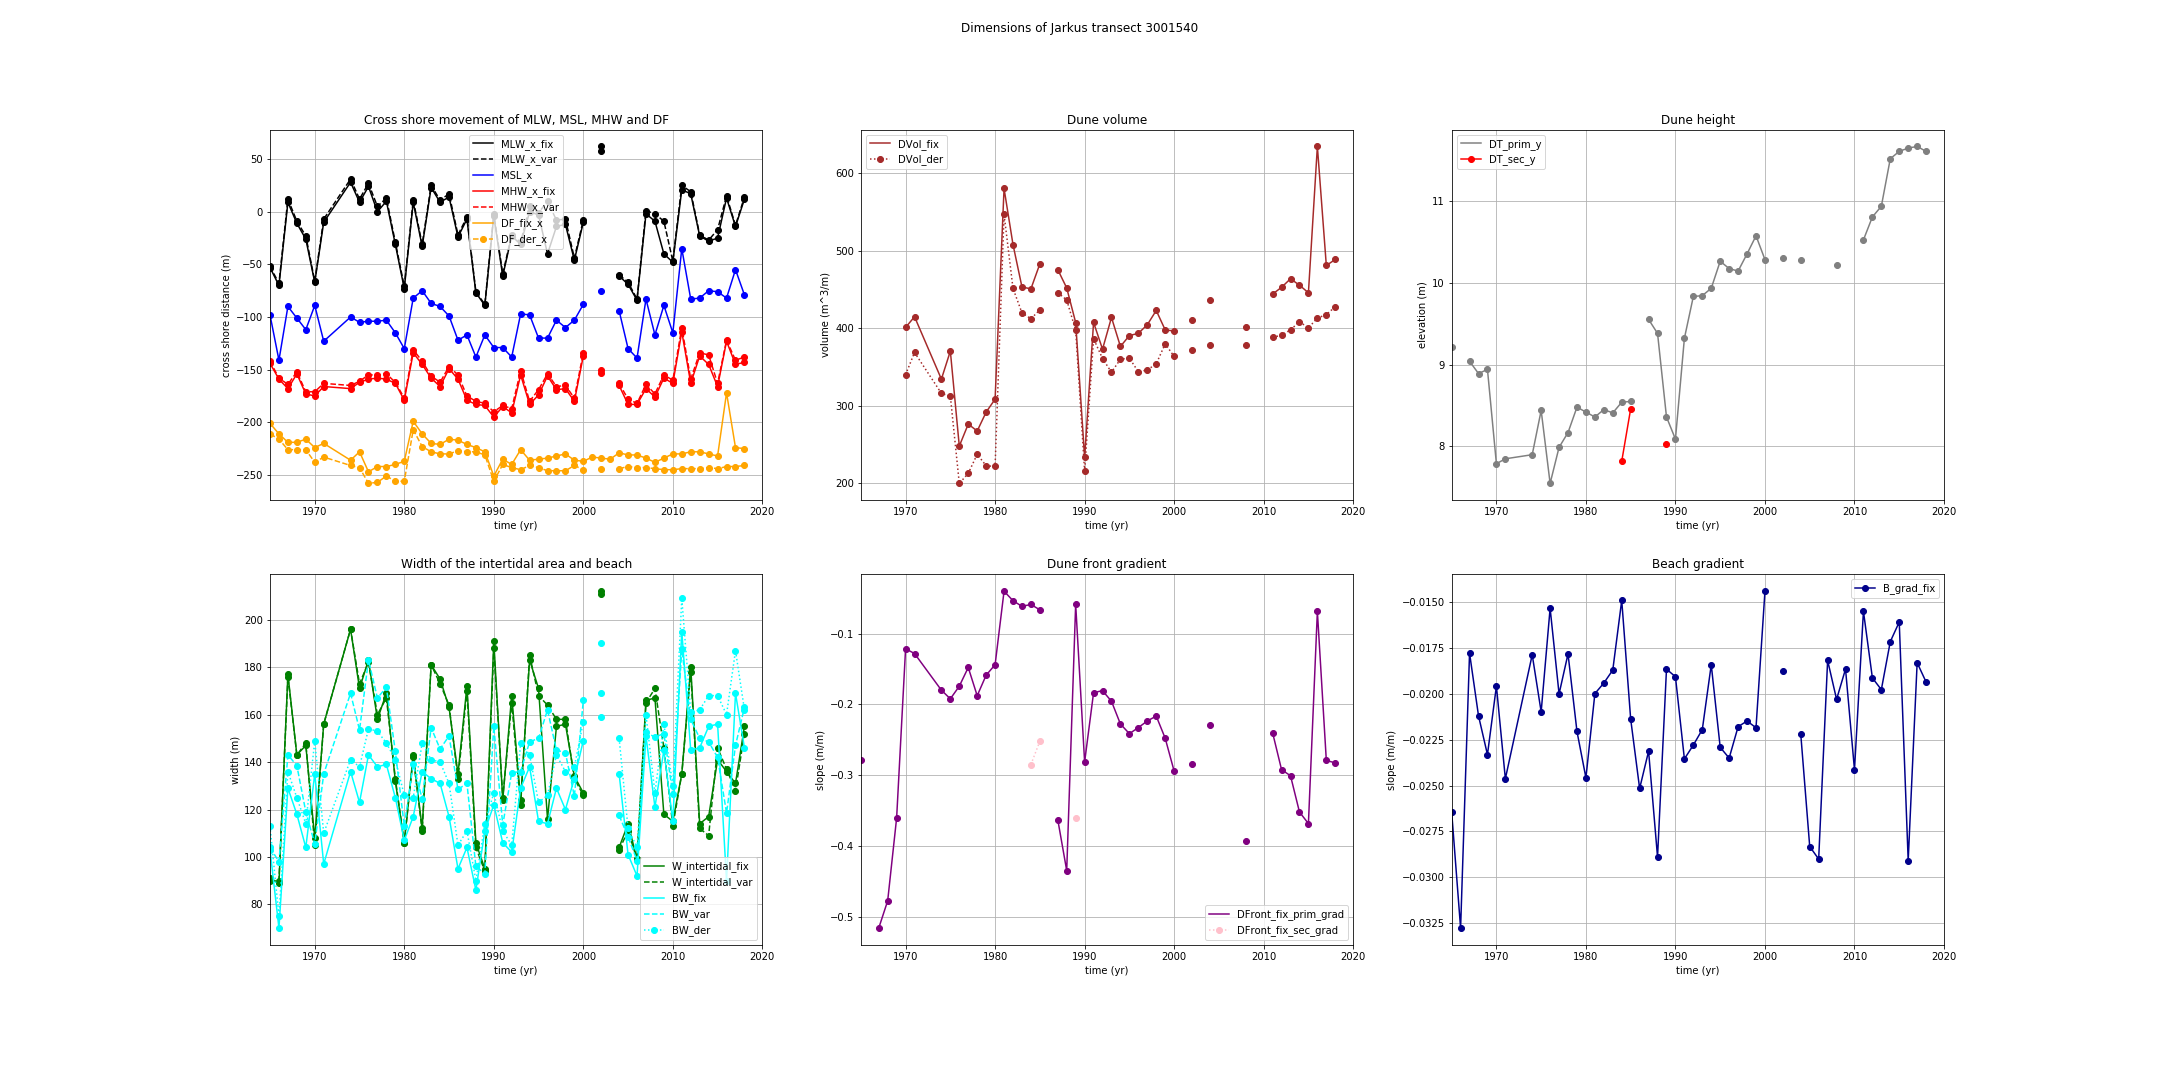 Dimensions of Jarkus transect 3001540
Cross shore movement of MLW, MSL, MHW and DF
cross shore distance (m)
50
0
−50
−100
−150
−200
−250
MLW_x_fix
MLW_x_var
MSL_x
MHW_x_fix
MHW_x_var
DF_fix_x
DF_der_x
1970 1980 1990 2000 2010 2020
time (yr)
Dune volume
volume (m^3/m)
600
500
400
300
200
DVol_fix
DVol_der
1970 1980 1990 2000 2010 2020
time (yr)
Dune height
elevation (m)
11
10
9
8
DT_prim_y
DT_sec_y
1970 1980 1990 2000 2010 2020
time (yr)
Width of the intertidal area and beach
width (m)
200
180
160
140
120
100
80
W_intertidal_fix
W_intertidal_var
BW_fix
BW_var
BW_der
1970 1980 1990 2000 2010 2020
time (yr)
Dune front gradient
slope (m/m)
−0.1
−0.2
−0.3
−0.4
−0.5
DFront_fix_prim_grad
DFront_fix_sec_grad
1970 1980 1990 2000 2010 2020
time (yr)
Beach gradient
slope (m/m)
−0.0150
−0.0175
−0.0200
−0.0225
−0.0250
−0.0275
−0.0300
−0.0325
B_grad_fix
1970 1980 1990 2000 2010 2020
time (yr)